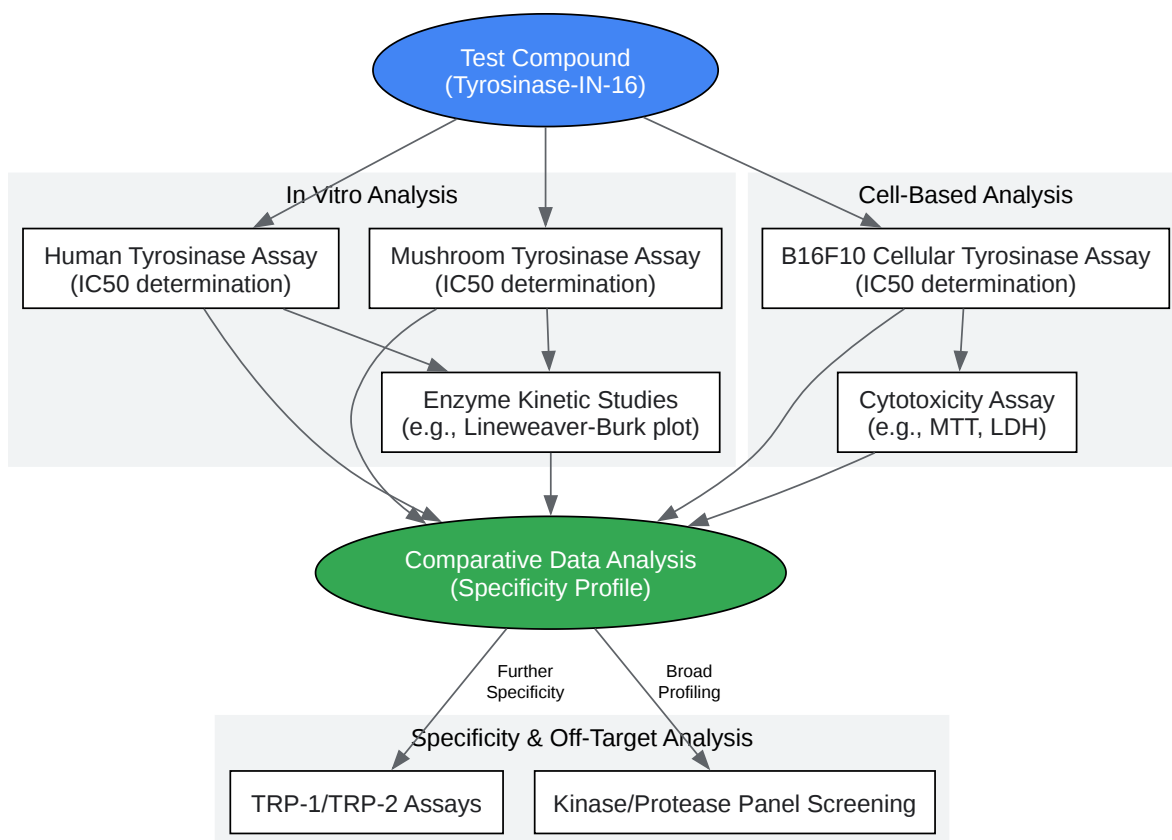 Test Compound
(Tyrosinase-IN-16)
In Vitro Analysis
Cell-Based Analysis
Human Tyrosinase Assay
(IC50 determination)
Mushroom Tyrosinase Assay
(IC50 determination)
B16F10 Cellular Tyrosinase Assay
(IC50 determination)
Enzyme Kinetic Studies
(e.g., Lineweaver-Burk plot)
Cytotoxicity Assay
(e.g., MTT, LDH)
Comparative Data Analysis
(Specificity Profile)
Further
Specificity
Broad
Profiling
Specificity & Off-Target Analysis
TRP-1/TRP-2 Assays
Kinase/Protease Panel Screening